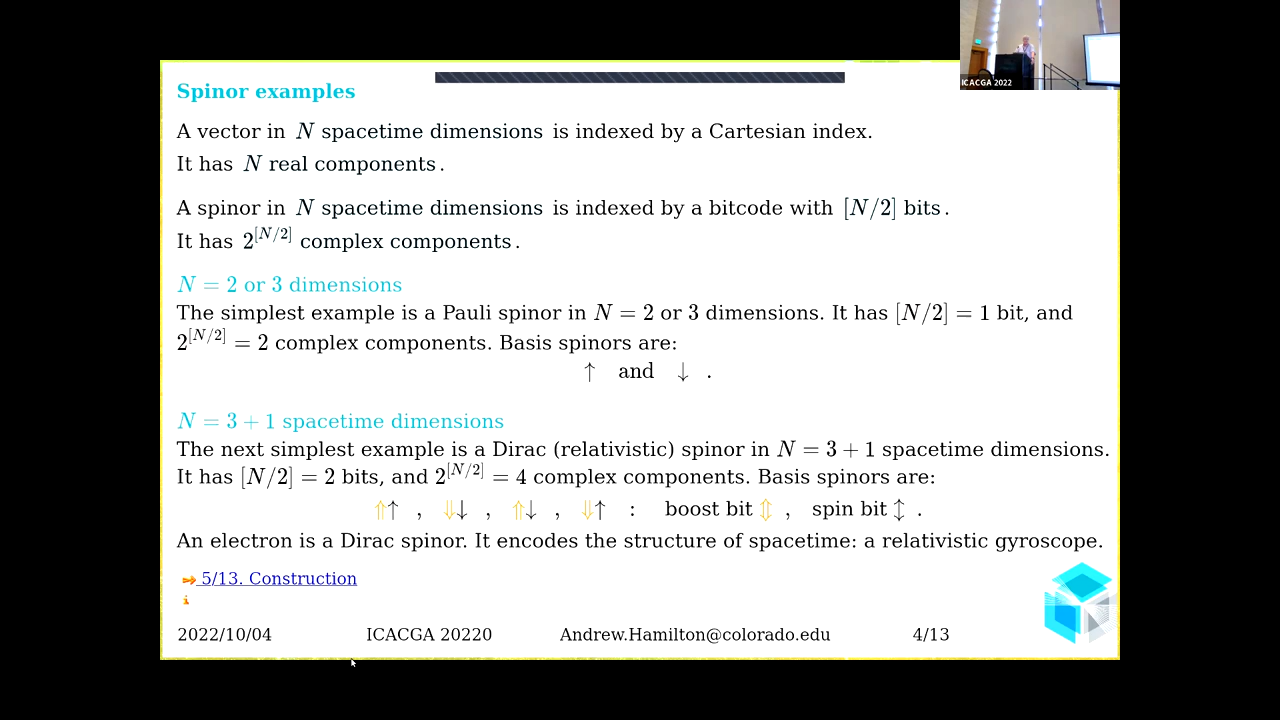 ICACGA 2022
Spinor examples
A vector in N spacetime dimensions is indexed by a Cartesian index.
It has N real components.
A spinor in N spacetime dimensions is indexed by a bitcode with [N/2] bits.
It has 2^[N/2] complex components.
N = 2 or 3 dimensions
The simplest example is a Pauli spinor in N = 2 or 3 dimensions. It has [N/2] = 1 bit, and
2^[N/2] = 2 complex components. Basis spinors are:
↑ and ↓ .
N = 3 + 1 spacetime dimensions
The next simplest example is a Dirac (relativistic) spinor in N = 3 + 1 spacetime dimensions.
It has [N/2] = 2 bits, and 2^[N/2] = 4 complex components. Basis spinors are:
⇑↑ , ⇓↓ , ⇑↓ , ⇓↑ : boost bit ⇕ , spin bit ↕ .
An electron is a Dirac spinor. It encodes the structure of spacetime: a relativistic gyroscope.
5/13. Construction
i
2022/10/04 ICACGA 20220 Andrew.Hamilton@colorado.edu 4/13